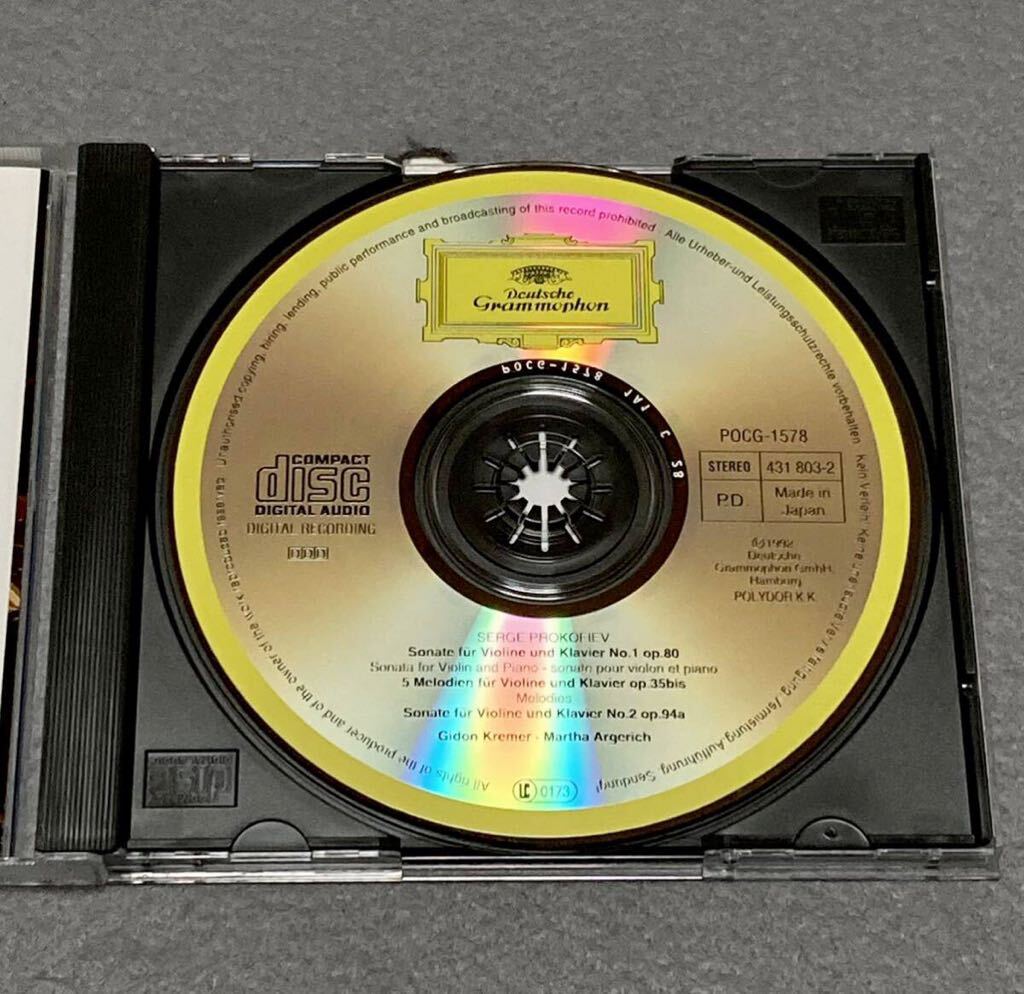 Unauthorised copying, hiring, lending, public performance and broadcasting of this record prohibited · Alle Urheber-und Leistungsschutzrechte vorbehalten
Deutsche
Grammophon
POCG-1578 1A1
POCG-1578
STEREO 431 803-2
P.D. Made in Japan
COMPACT
disc
DIGITAL AUDIO
DIGITAL RECORDING
DDD
1992
Deutsche
Grammophon GmbH,
Hamburg
POLYDOR K.K.
SERGE PROKOFIEV
Sonate für Violine und Klavier No.1 op.80
Sonata for Violin and Piano - sonate pour violon et piano
5 Melodien für Violine und Klavier op.35bis
Melodies
Sonate für Violine und Klavier No.2 op.94a
Gidon Kremer - Martha Argerich
LC 0173
All rights of the producer and of the owner of the work reproduced reserved.